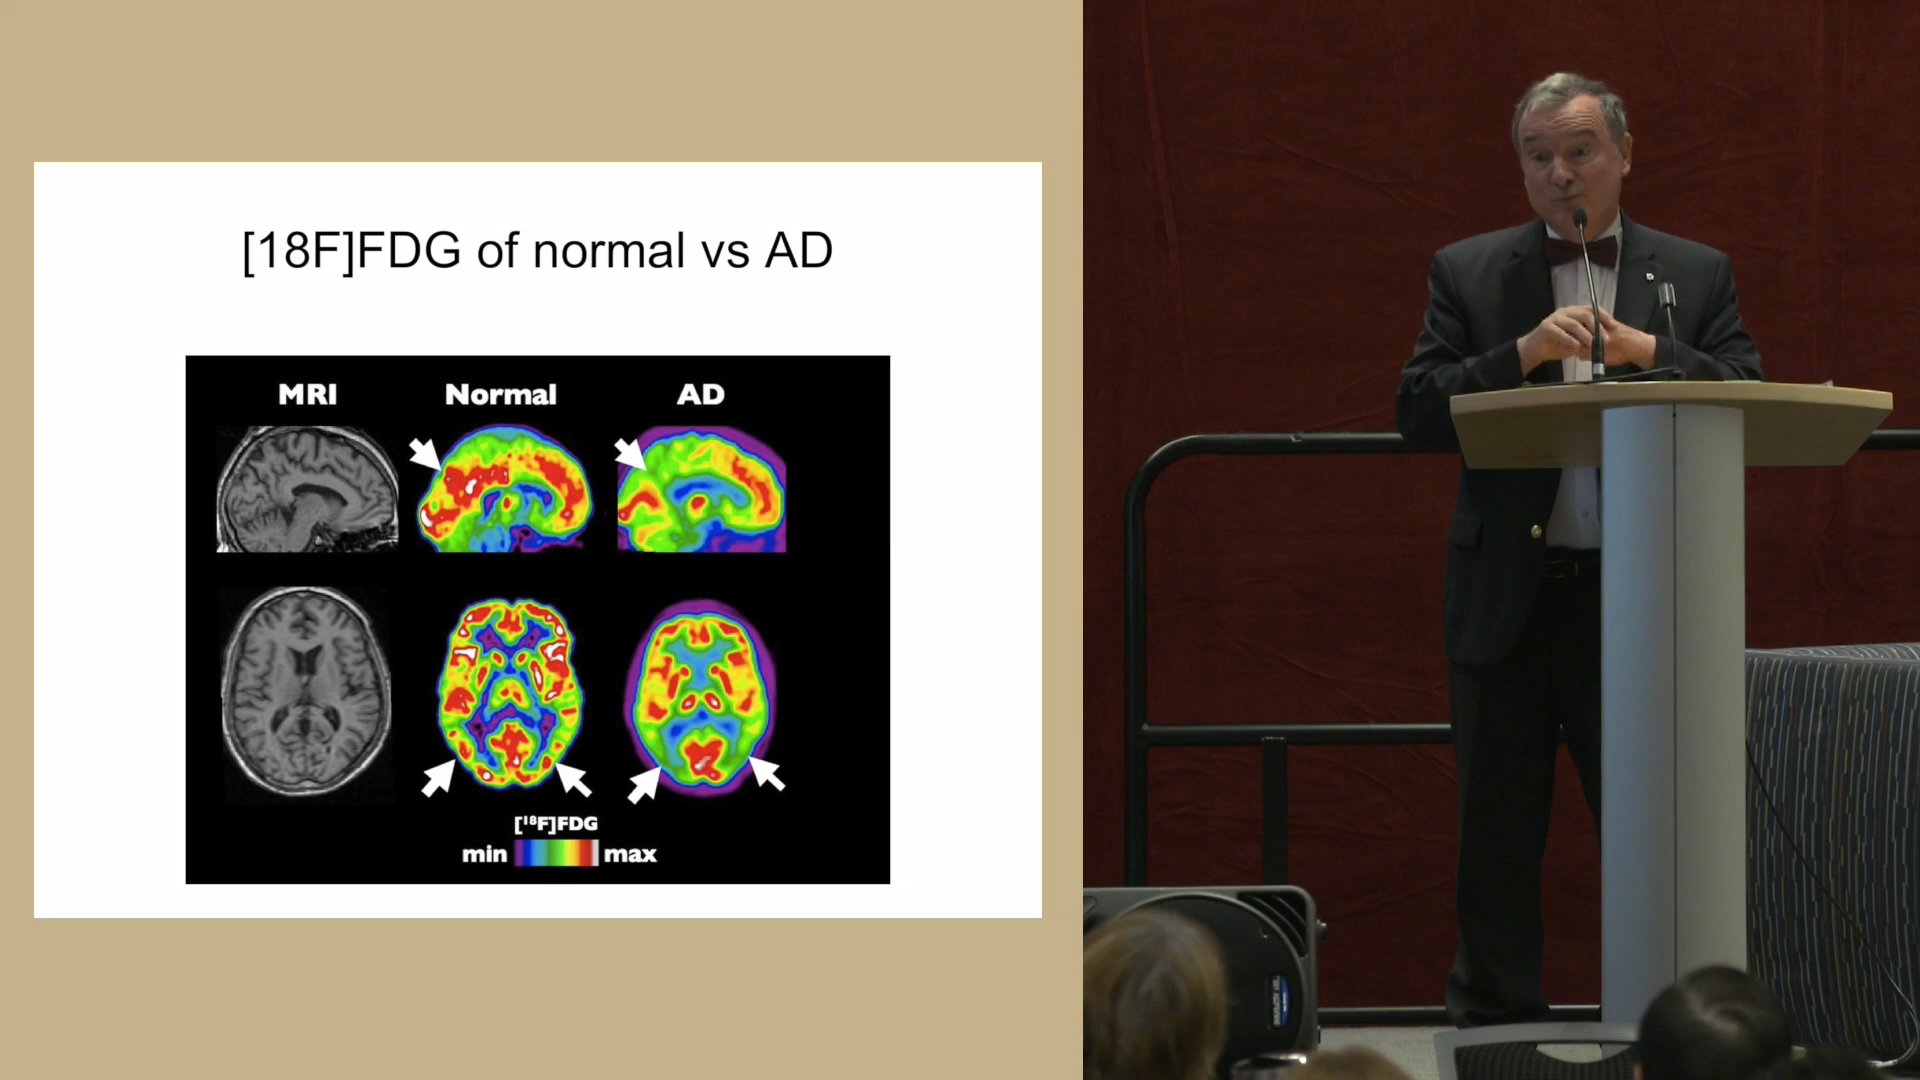 [18F]FDG of normal vs AD
MRI Normal AD
[¹⁸F]FDG
min max